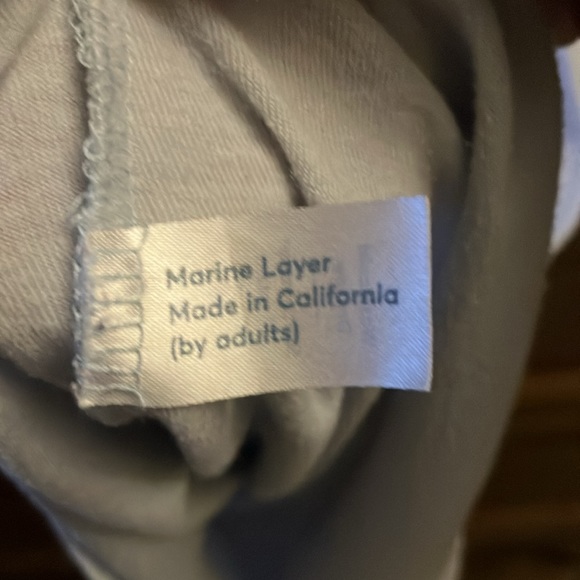 Marine Layer
Made in California
(by adults)